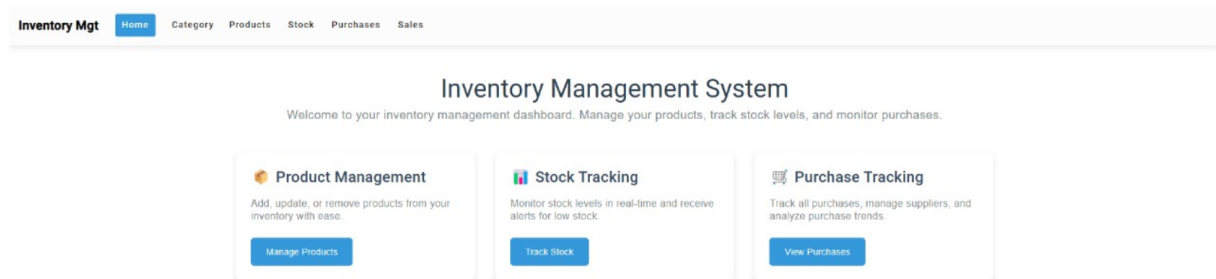 Inventory Mgt Home Category Products Stock Purchases Sales
Inventory Management System
Welcome to your inventory management dashboard. Manage your products, track stock levels, and monitor purchases.
Product Management
Add, update, or remove products from your
inventory with ease.
Manage Products
Stock Tracking
Monitor stock levels in real-time and receive
alerts for low stock.
Track Stock
Purchase Tracking
Track all purchases, manage suppliers, and
analyze purchase trends.
View Purchases